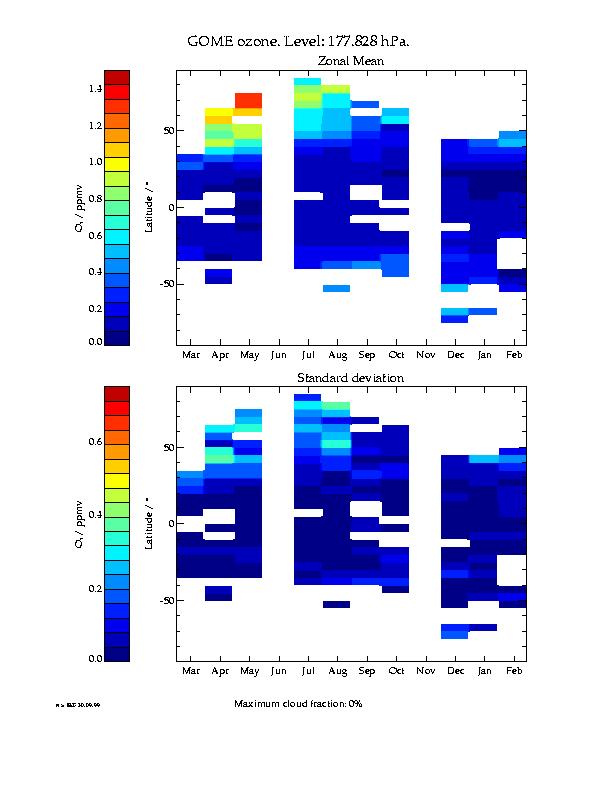 GOME ozone. Level: 177.828 hPa.
Zonal Mean
1.4
1.2
1.0
0.8
0.6
0.4
0.2
0.0
O₃ / ppmv
Latitude / °
50
0
-50
Mar Apr May Jun Jul Aug Sep Oct Nov Dec Jan Feb
Standard deviation
0.6
0.4
0.2
0.0
O₃ / ppmv
Latitude / °
50
0
-50
Mar Apr May Jun Jul Aug Sep Oct Nov Dec Jan Feb
Maximum cloud fraction: 0%